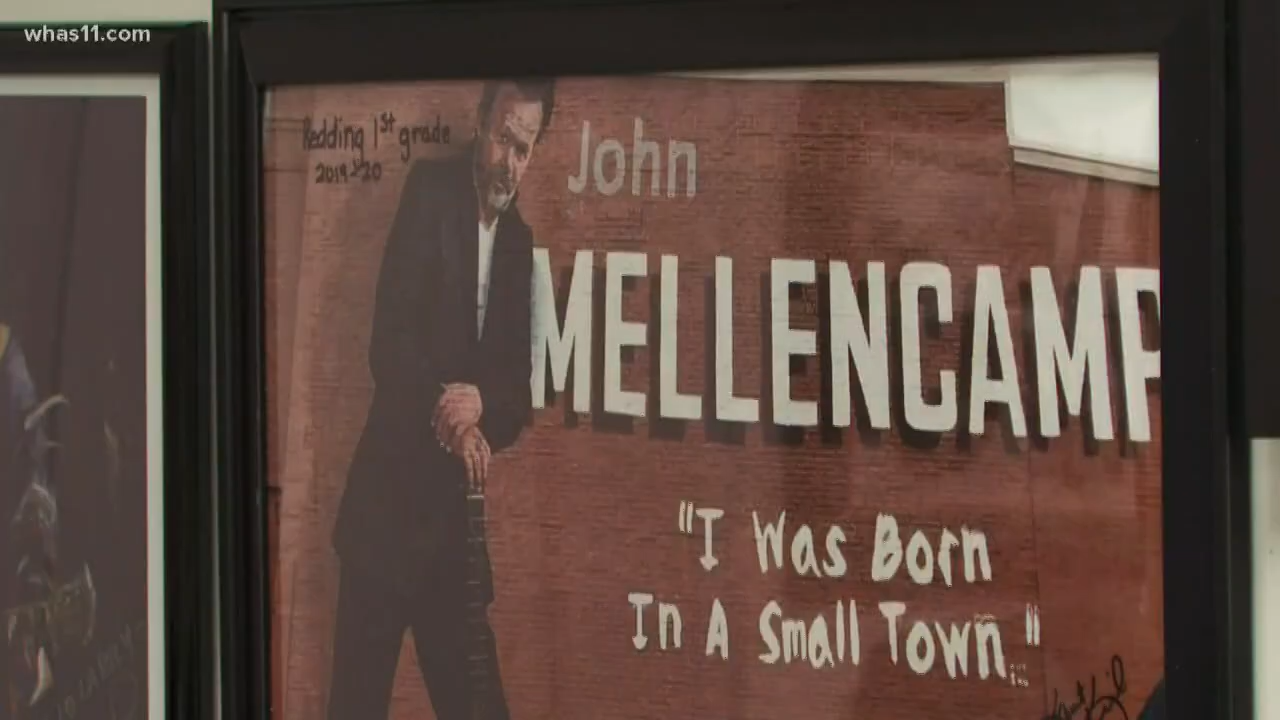 whas11.com
Redding 1st grade
2019-20
John
MELLENCAMP
"I Was Born
In A Small Town"